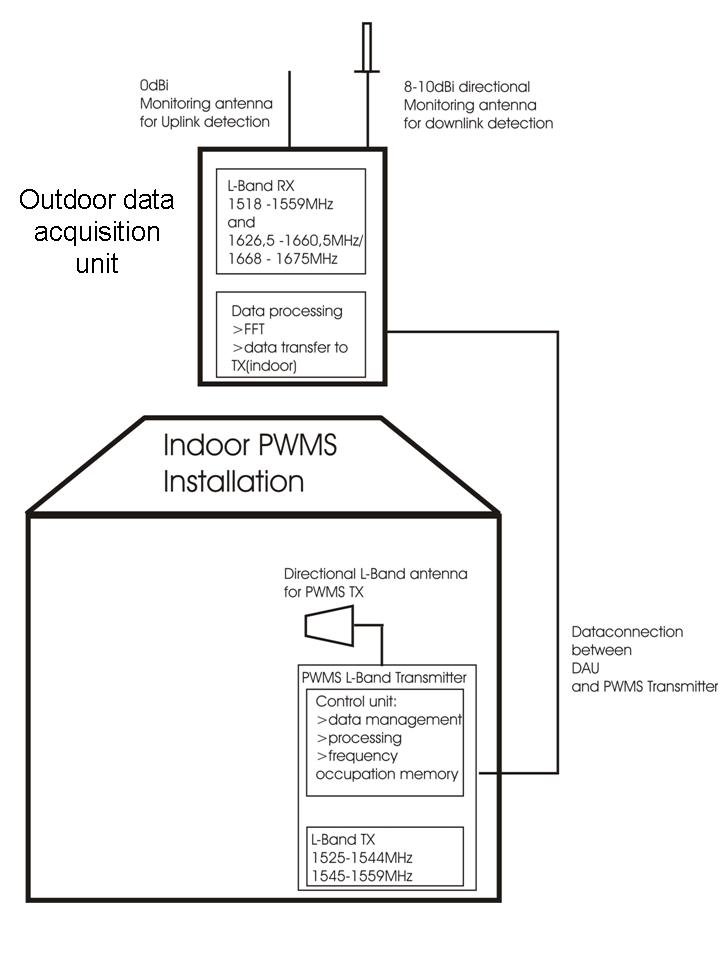 0dBi
Monitoring antenna
for Uplink detection
8-10dBi directional
Monitoring antenna
for downlink detection
Outdoor data
acquisition
unit
L-Band RX
1518 -1559MHz
and
1626,5 -1660,5MHz/
1668 - 1675MHz
Data processing
>FFT
>data transfer to
TX(indoor)
Indoor PWMS
Installation
Directional L-Band antenna
for PWMS TX
Dataconnection
between
DAU
and PWMS Transmitter
PWMS L-Band Transmitter
Control unit:
>data management
>processing
>frequency
occupation memory
L-Band TX
1525-1544MHz
1545-1559MHz